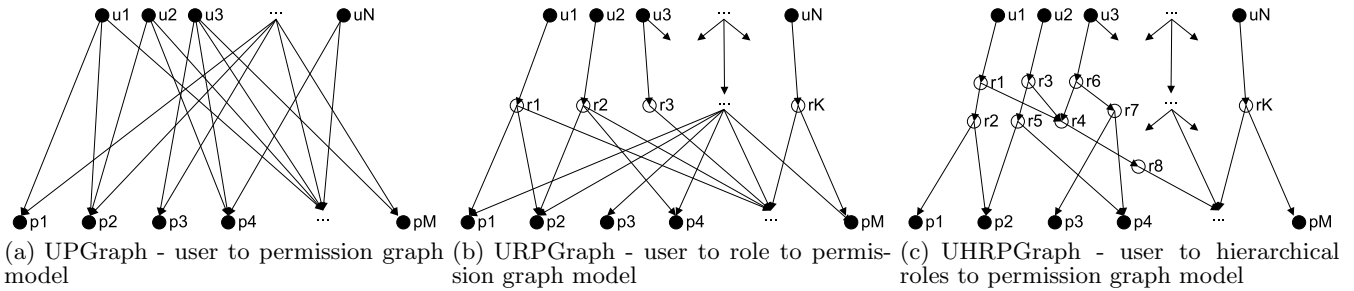 u1 u2 u3 ... uN
p1 p2 p3 p4 ... pM
(a) UPGraph - user to permission graph
model
u1 u2 u3 ... uN
r1 r2 r3 ... rK
p1 p2 p3 p4 ... pM
(b) URPGraph - user to role to permis-
sion graph model
u1 u2 u3 ... uN
r1 r3 r6
r7 ... rK
r2 r5 r4
r8
p1 p2 p3 p4 ... pM
(c) UHRPGraph - user to hierarchical
roles to permission graph model